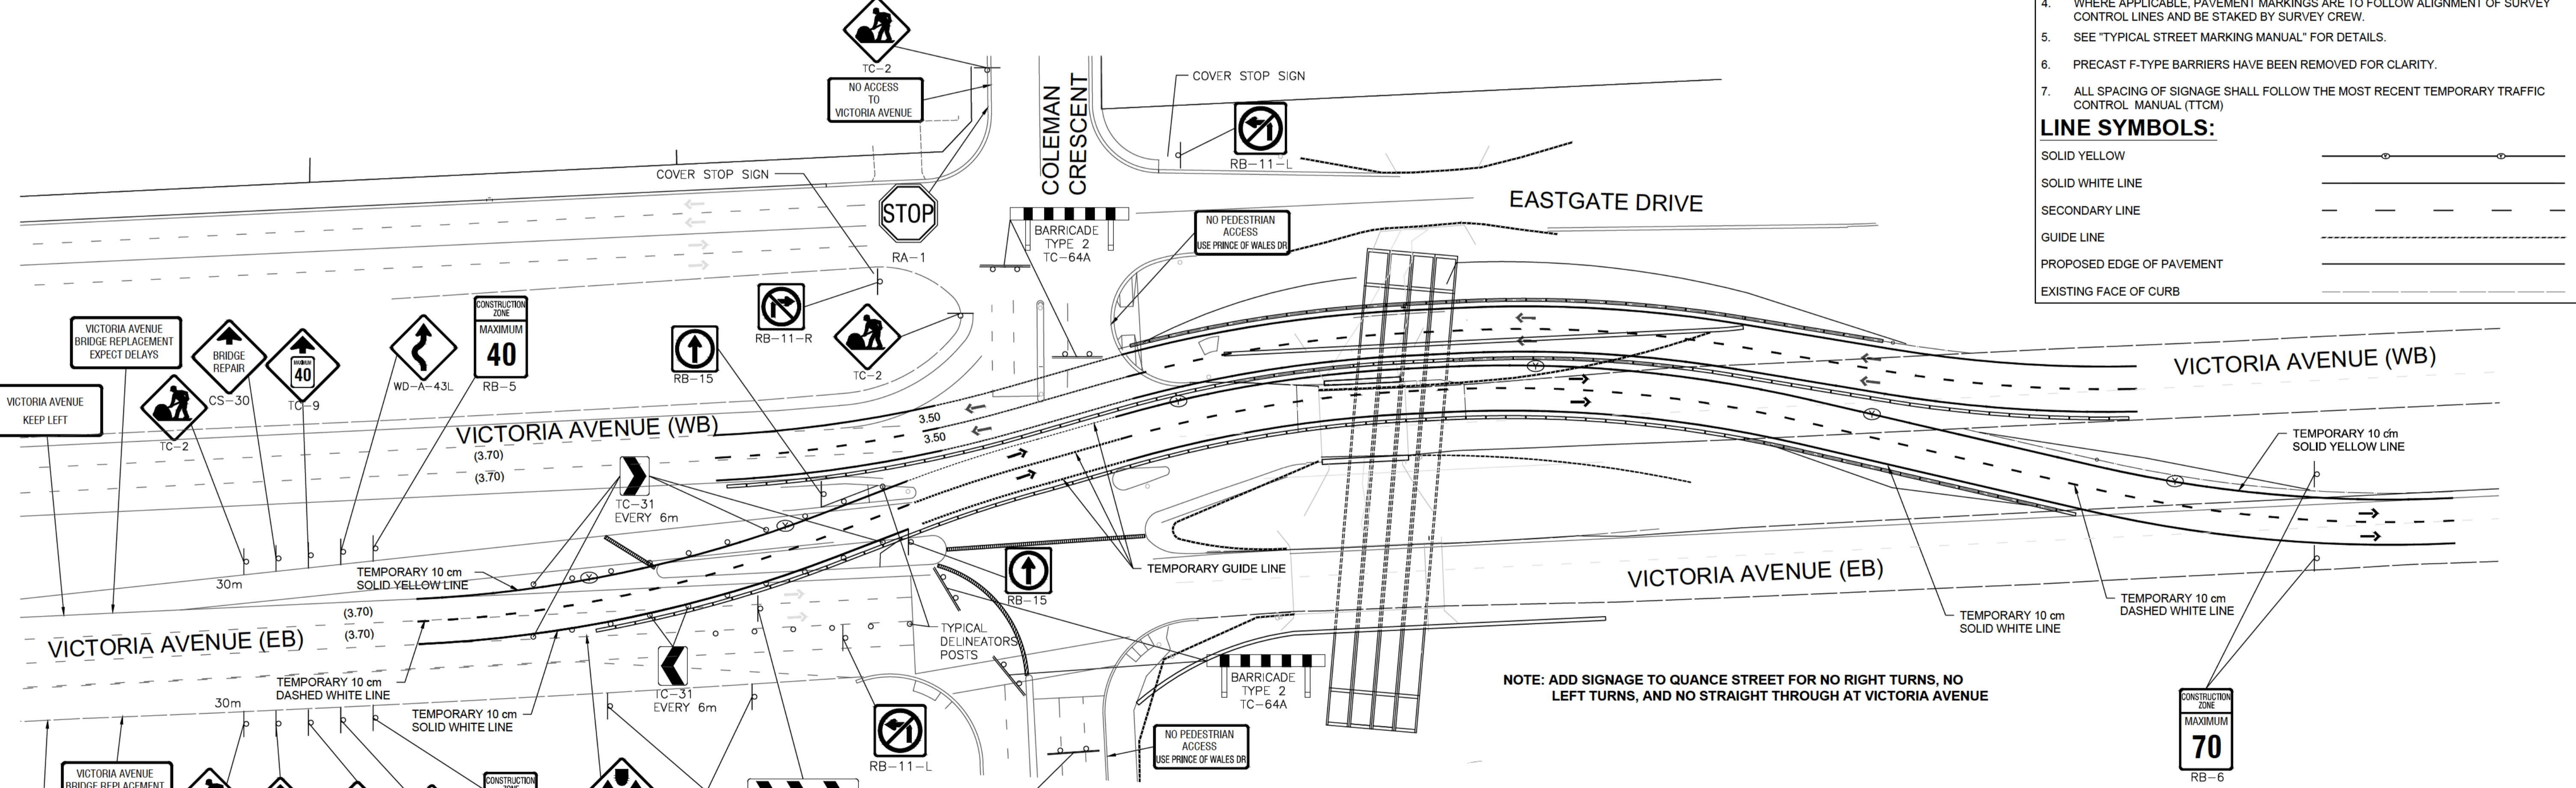 4. WHERE APPLICABLE, PAVEMENT MARKINGS ARE TO FOLLOW ALIGNMENT OF SURVEY
CONTROL LINES AND BE STAKED BY SURVEY CREW.
5. SEE "TYPICAL STREET MARKING MANUAL" FOR DETAILS.
6. PRECAST F-TYPE BARRIERS HAVE BEEN REMOVED FOR CLARITY.
7. ALL SPACING OF SIGNAGE SHALL FOLLOW THE MOST RECENT TEMPORARY TRAFFIC
CONTROL MANUAL (TTCM)
LINE SYMBOLS:
SOLID YELLOW
Y
Y
SOLID WHITE LINE
SECONDARY LINE
GUIDE LINE
PROPOSED EDGE OF PAVEMENT
EXISTING FACE OF CURB
TC-2
NO ACCESS
TO
VICTORIA AVENUE
COLEMAN
CRESCENT
COVER STOP SIGN
RB-11-L
COVER STOP SIGN
STOP
RA-1
BARRICADE
TYPE 2
TC-64A
NO PEDESTRIAN
ACCESS
USE PRINCE OF WALES DR
EASTGATE DRIVE
RB-11-R
TC-2
RB-15
CONSTRUCTION
ZONE
MAXIMUM
40
RB-5
WD-A-43L
MAXIMUM
40
TC-9
BRIDGE
REPAIR
CS-30
TC-2
VICTORIA AVENUE
BRIDGE REPLACEMENT
EXPECT DELAYS
VICTORIA AVENUE
KEEP LEFT
VICTORIA AVENUE (WB)
(3.70)
(3.70)
3.50
3.50
Y
Y
Y
Y
Y
Y
VICTORIA AVENUE (WB)
TEMPORARY 10 cm
SOLID YELLOW LINE
TC-31
EVERY 6m
30m
TEMPORARY 10 cm
SOLID YELLOW LINE
RB-15
TEMPORARY GUIDE LINE
VICTORIA AVENUE (EB)
TEMPORARY 10 cm
SOLID WHITE LINE
TEMPORARY 10 cm
DASHED WHITE LINE
(3.70)
(3.70)
VICTORIA AVENUE (EB)
TYPICAL
DELINEATORS
POSTS
TEMPORARY 10 cm
DASHED WHITE LINE
TC-31
EVERY 6m
30m
TEMPORARY 10 cm
SOLID WHITE LINE
BARRICADE
TYPE 2
TC-64A
NOTE: ADD SIGNAGE TO QUANCE STREET FOR NO RIGHT TURNS, NO
LEFT TURNS, AND NO STRAIGHT THROUGH AT VICTORIA AVENUE
RB-11-L
NO PEDESTRIAN
ACCESS
USE PRINCE OF WALES DR
CONSTRUCTION
ZONE
MAXIMUM
70
RB-6
VICTORIA AVENUE
BRIDGE REPLACEMENT
CONSTRUCTION
ZONE